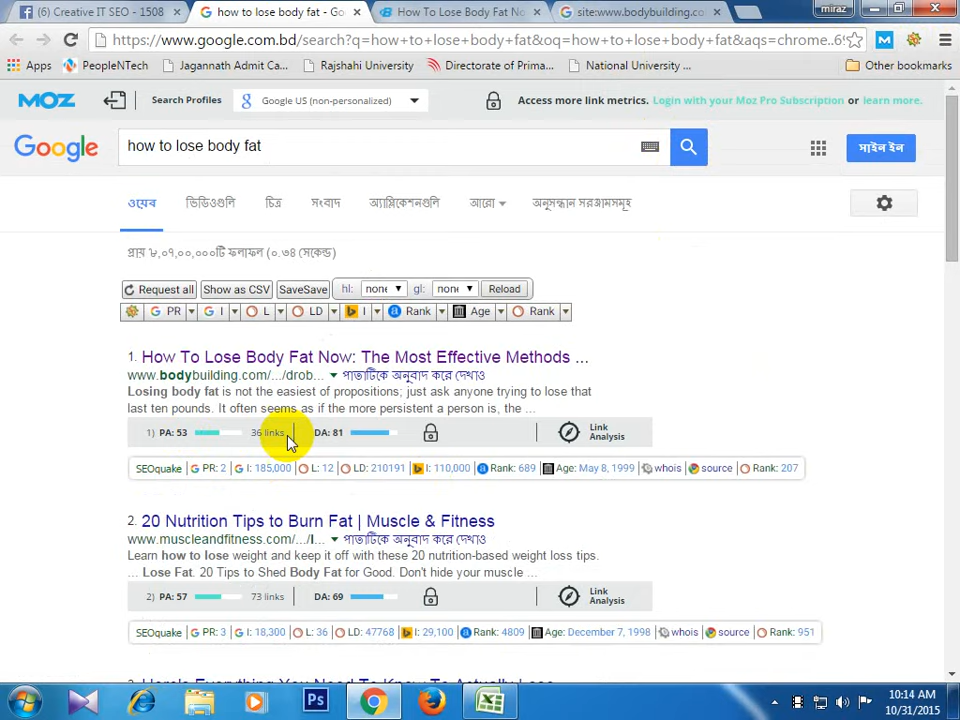 (6) Creative IT SEO - 1508 ×
how to lose body fat - Go ×
How To Lose Body Fat No ×
site:www.bodybuilding.co ×
miraz
https://www.google.com.bd/search?q=how+to+lose+body+fat&oq=how+to+lose+body+fat&aqs=chrome..69
Apps
PeopleNTech
Jagannath Admit Ca...
Rajshahi University
Directorate of Prima...
National University ...
Other bookmarks
MOZ
Search Profiles
Google US (non-personalized)
Access more link metrics. Login with your Moz Pro Subscription or learn more.
Google
how to lose body fat
সাইন ইন
ওয়েব
ভিডিওগুলি
চিত্র
সংবাদ
অ্যাপ্লিকেশনগুলি
আরো
অনুসন্ধান সরঞ্জামসমূহ
প্রায় ৮,০৭,০০,০০০টি ফলাফল (০.৩৪ সেকেন্ড)
Request all
Show as CSV
SaveSave
hl: none
gl: none
Reload
PR I L LD I Rank Age Rank
1. How To Lose Body Fat Now: The Most Effective Methods ...
www.bodybuilding.com/.../drob... ▼ পাতাটিকে অনুবাদ করে দেখাও
Losing body fat is not the easiest of propositions; just ask anyone trying to lose that
last ten pounds. It often seems as if the more persistent a person is, the ...
1) PA: 53 36 links DA: 81 Link Analysis
SEOquake PR: 2 I: 185,000 L: 12 LD: 210191 I: 110,000 Rank: 689 Age: May 8, 1999 whois source Rank: 207
2. 20 Nutrition Tips to Burn Fat | Muscle & Fitness
www.muscleandfitness.com/.../l... ▼ পাতাটিকে অনুবাদ করে দেখাও
Learn how to lose weight and keep it off with these 20 nutrition-based weight loss tips.
... Lose Fat. 20 Tips to Shed Body Fat for Good. Don't hide your muscle ...
2) PA: 57 73 links DA: 69 Link Analysis
SEOquake PR: 3 I: 18,300 L: 36 LD: 47768 I: 29,100 Rank: 4809 Age: December 7, 1998 whois source Rank: 951
Ps
10:14 AM
10/31/2015